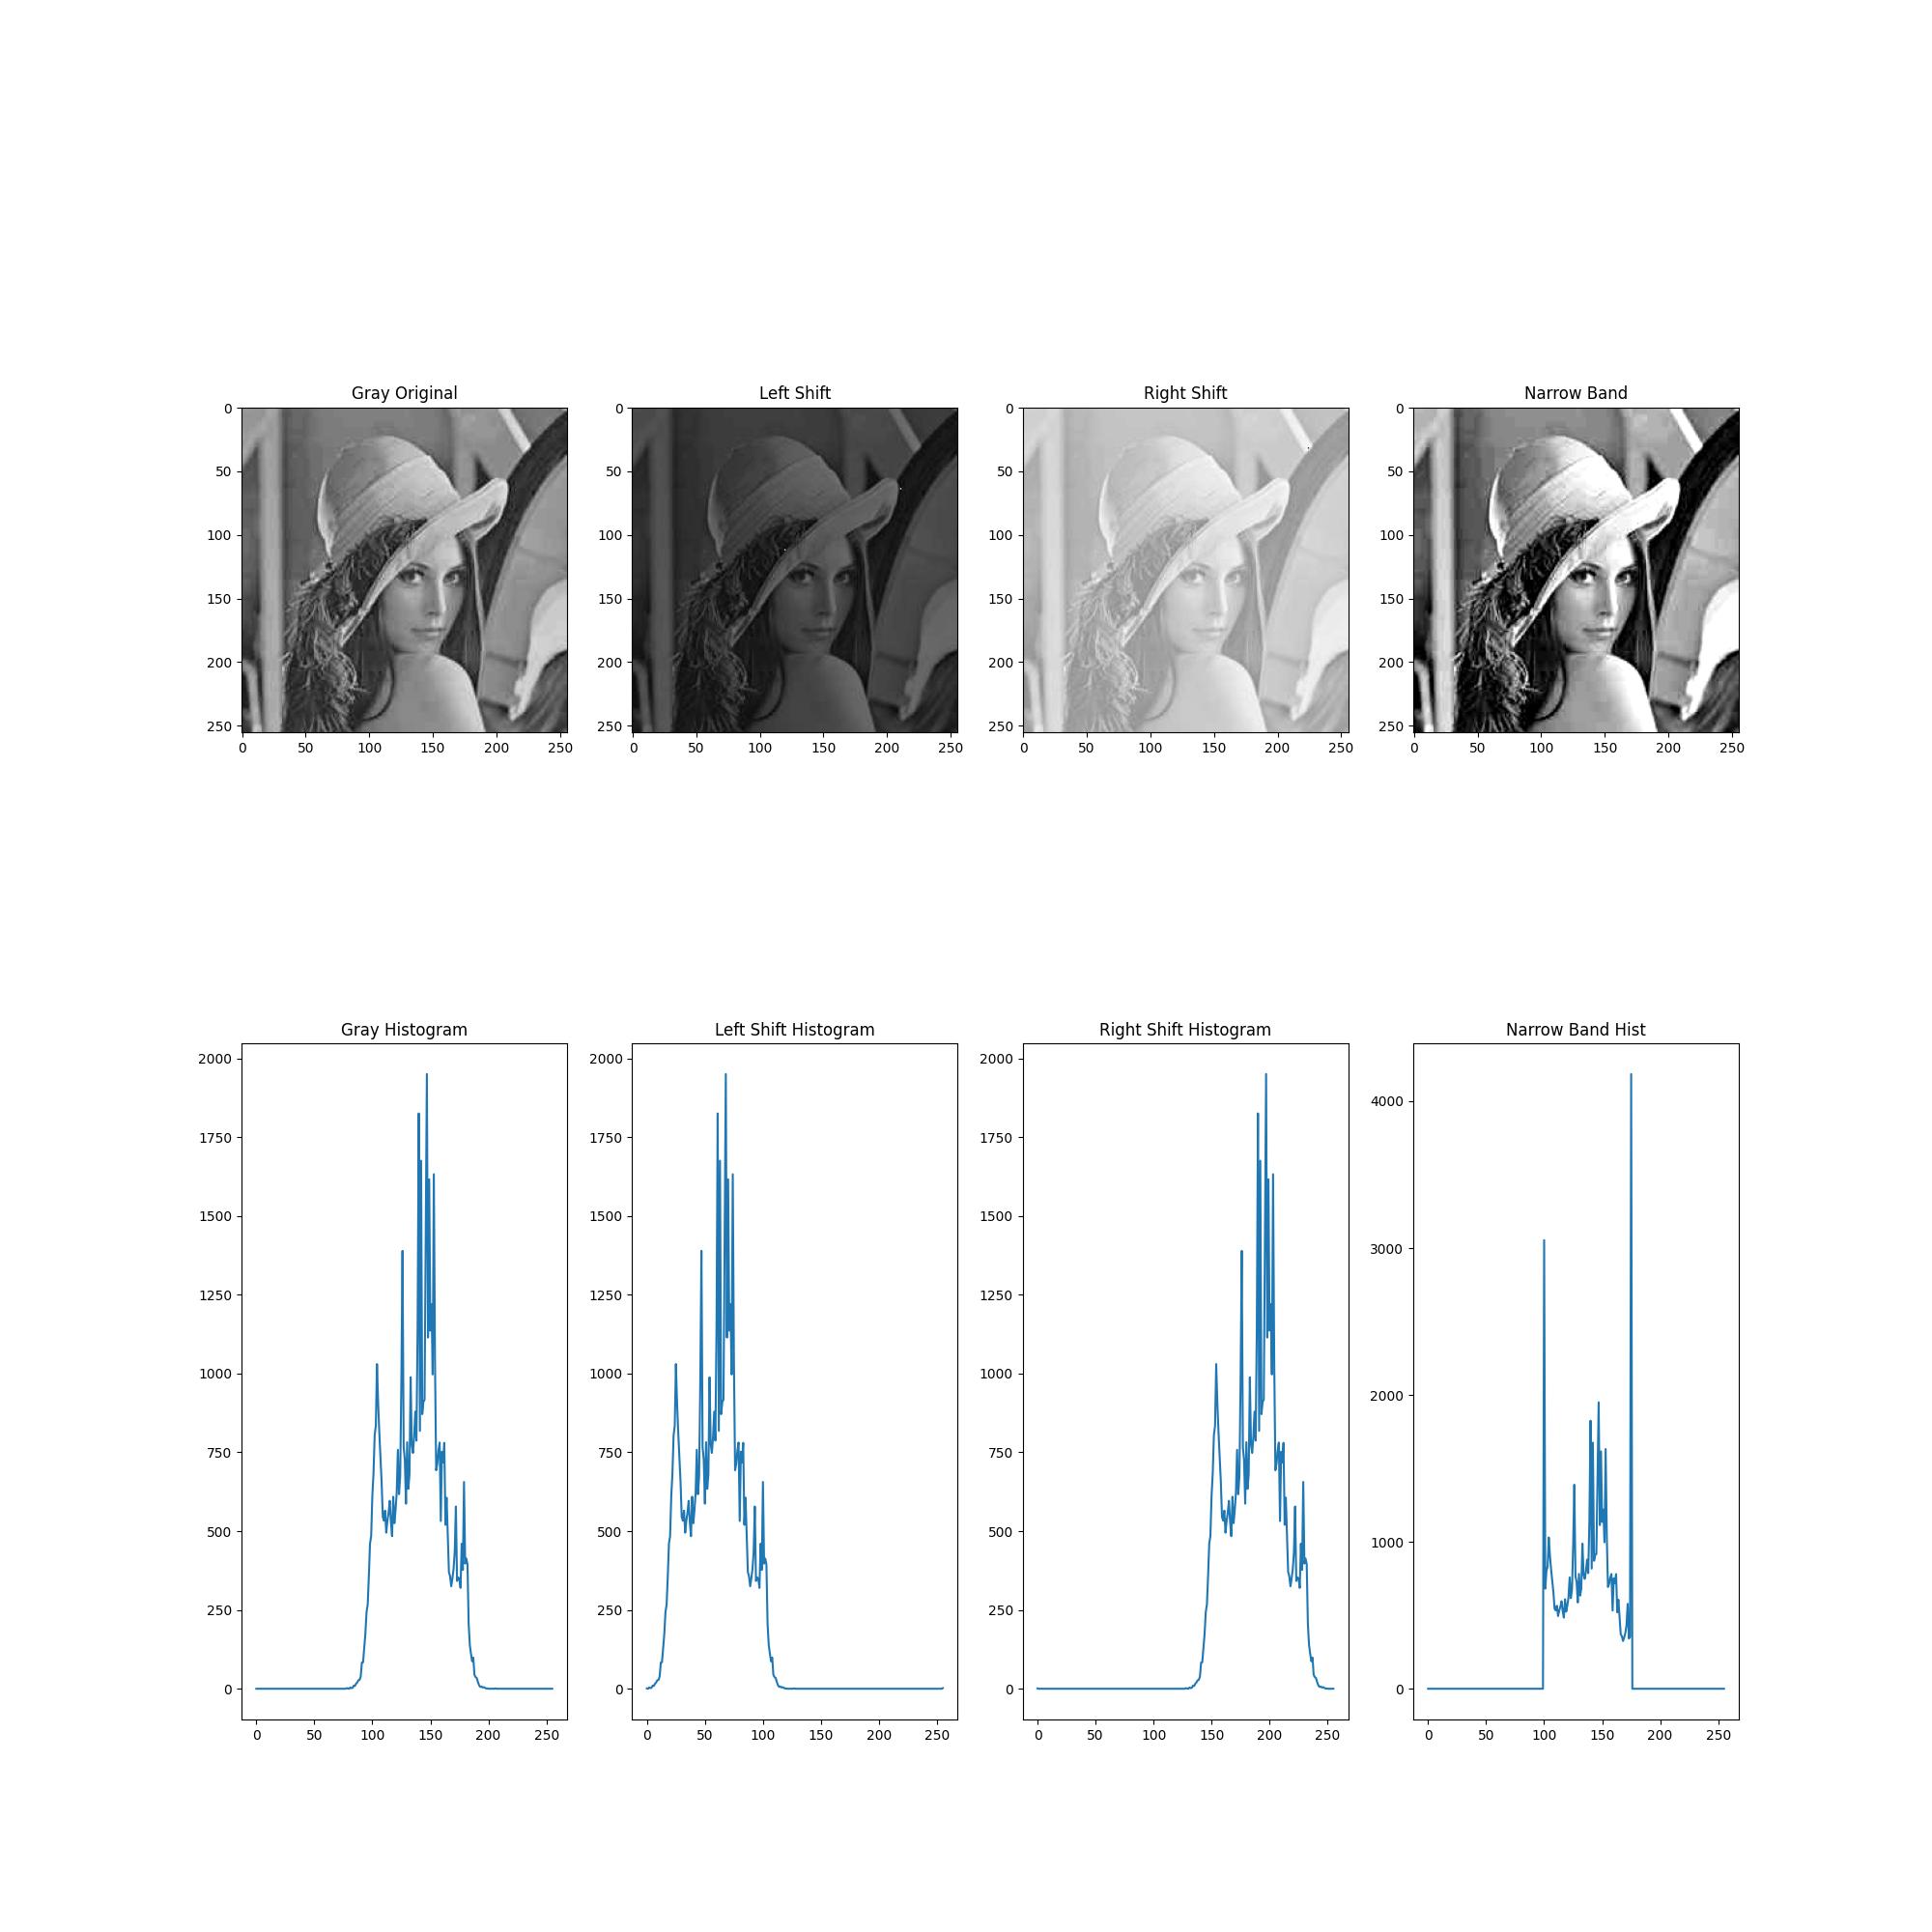 Gray Original Left Shift Right Shift Narrow Band
0 0 0 0
50 50 50 50
100 100 100 100
150 150 150 150
200 200 200 200
250 250 250 250
0 50 100 150 200 250 0 50 100 150 200 250 0 50 100 150 200 250 0 50 100 150 200 250
Gray Histogram Left Shift Histogram Right Shift Histogram Narrow Band Hist
2000 2000 2000
4000
1750 1750 1750
1500 1500 1500
3000
1250 1250 1250
1000 1000 1000
2000
750 750 750
1000
500 500 500
250 250 250
0 0 0 0
0 50 100 150 200 250 0 50 100 150 200 250 0 50 100 150 200 250 0 50 100 150 200 250